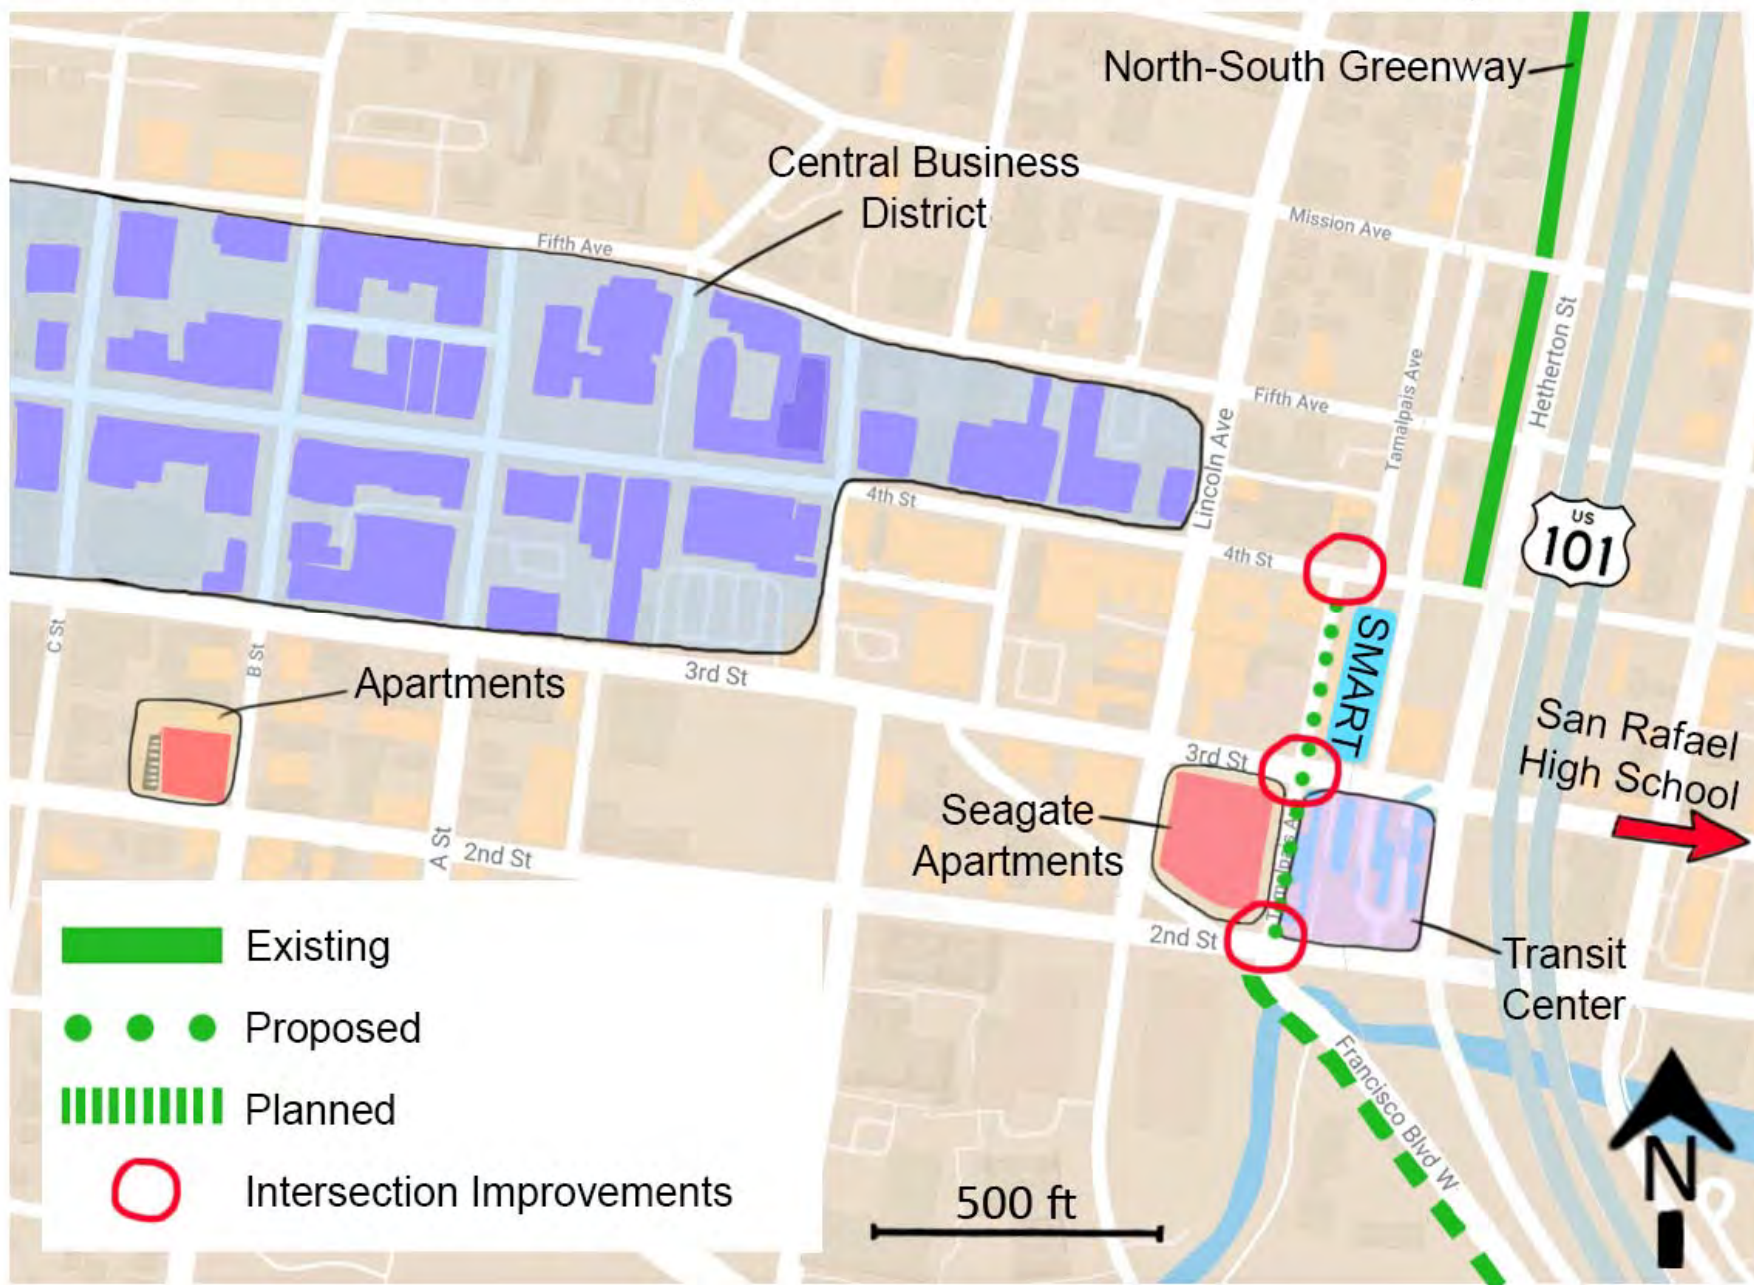 North-South Greenway
Central Business
District
Mission Ave
Fifth Ave
Hetherton St
Tamalpais Ave
Fifth Ave
Lincoln Ave
4th St
US
101
4th St
SMART
C St
B St
Apartments
3rd St
San Rafael
High School
3rd St
Seagate
Apartments
Tamalpais A
A St
2nd St
2nd St
Transit
Center
Existing
Proposed
Planned
Intersection Improvements
Francisco Blvd W
500 ft
N